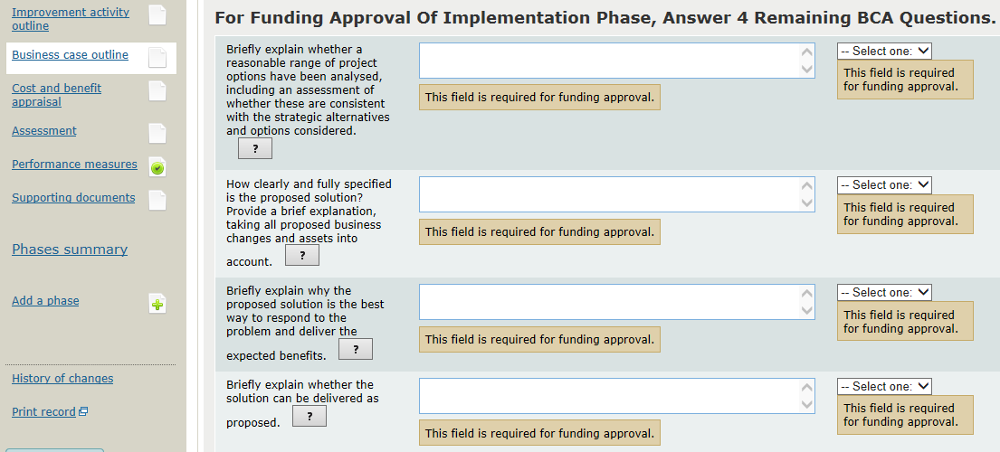 Improvement activity
outline
Business case outline
Cost and benefit
appraisal
Assessment
Performance measures
Supporting documents
Phases summary
Add a phase
History of changes
Print record
For Funding Approval Of Implementation Phase, Answer 4 Remaining BCA Questions.
Briefly explain whether a
reasonable range of project
options have been analysed,
including an assessment of
whether these are consistent
with the strategic alternatives
and options considered.
?
This field is required for funding approval.
-- Select one:
This field is required
for funding approval.
How clearly and fully specified
is the proposed solution?
Provide a brief explanation,
taking all proposed business
changes and assets into
account. ?
This field is required for funding approval.
-- Select one:
This field is required
for funding approval.
Briefly explain why the
proposed solution is the best
way to respond to the
problem and deliver the
expected benefits. ?
This field is required for funding approval.
-- Select one:
This field is required
for funding approval.
Briefly explain whether the
solution can be delivered as
proposed. ?
This field is required for funding approval.
-- Select one:
This field is required
for funding approval.